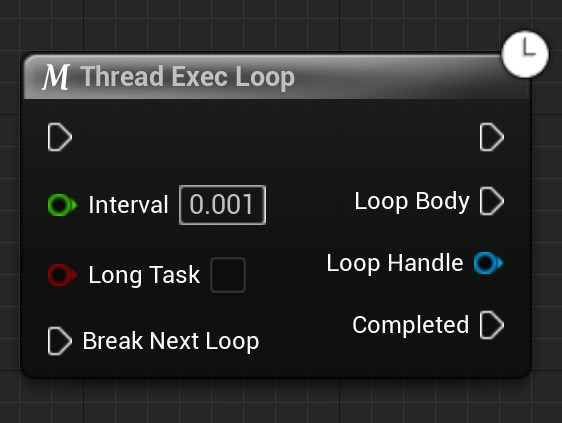 M Thread Exec Loop
Interval 0.001
Loop Body
Long Task
Loop Handle
Break Next Loop
Completed